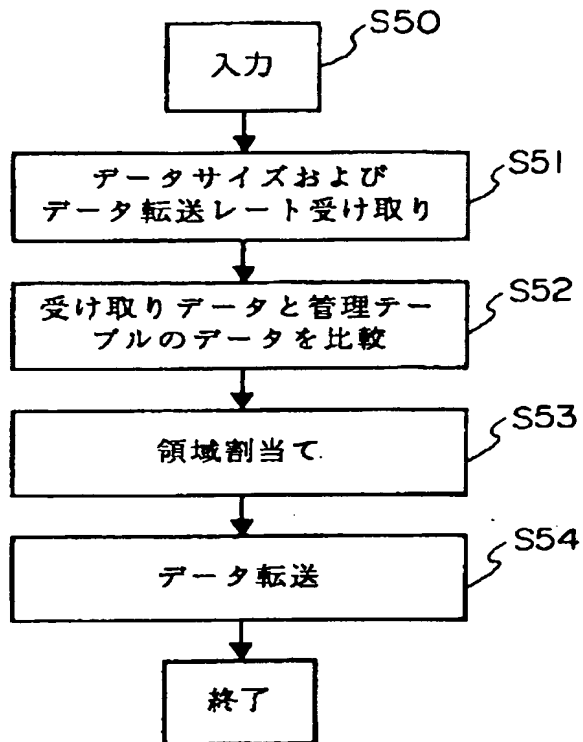 S50
入力
S51
データサイズおよび
データ転送レート受け取り
S52
受け取りデータと管理テー
ブルのデータを比較
S53
領域割当て
S54
データ転送
終了